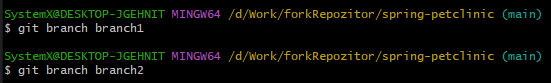 SystemX@DESKTOP-JGEHNIT MINGW64 /d/Work/forkRepozitor/spring-petclinic (main)
$ git branch branch1
SystemX@DESKTOP-JGEHNIT MINGW64 /d/Work/forkRepozitor/spring-petclinic (main)
$ git branch branch2